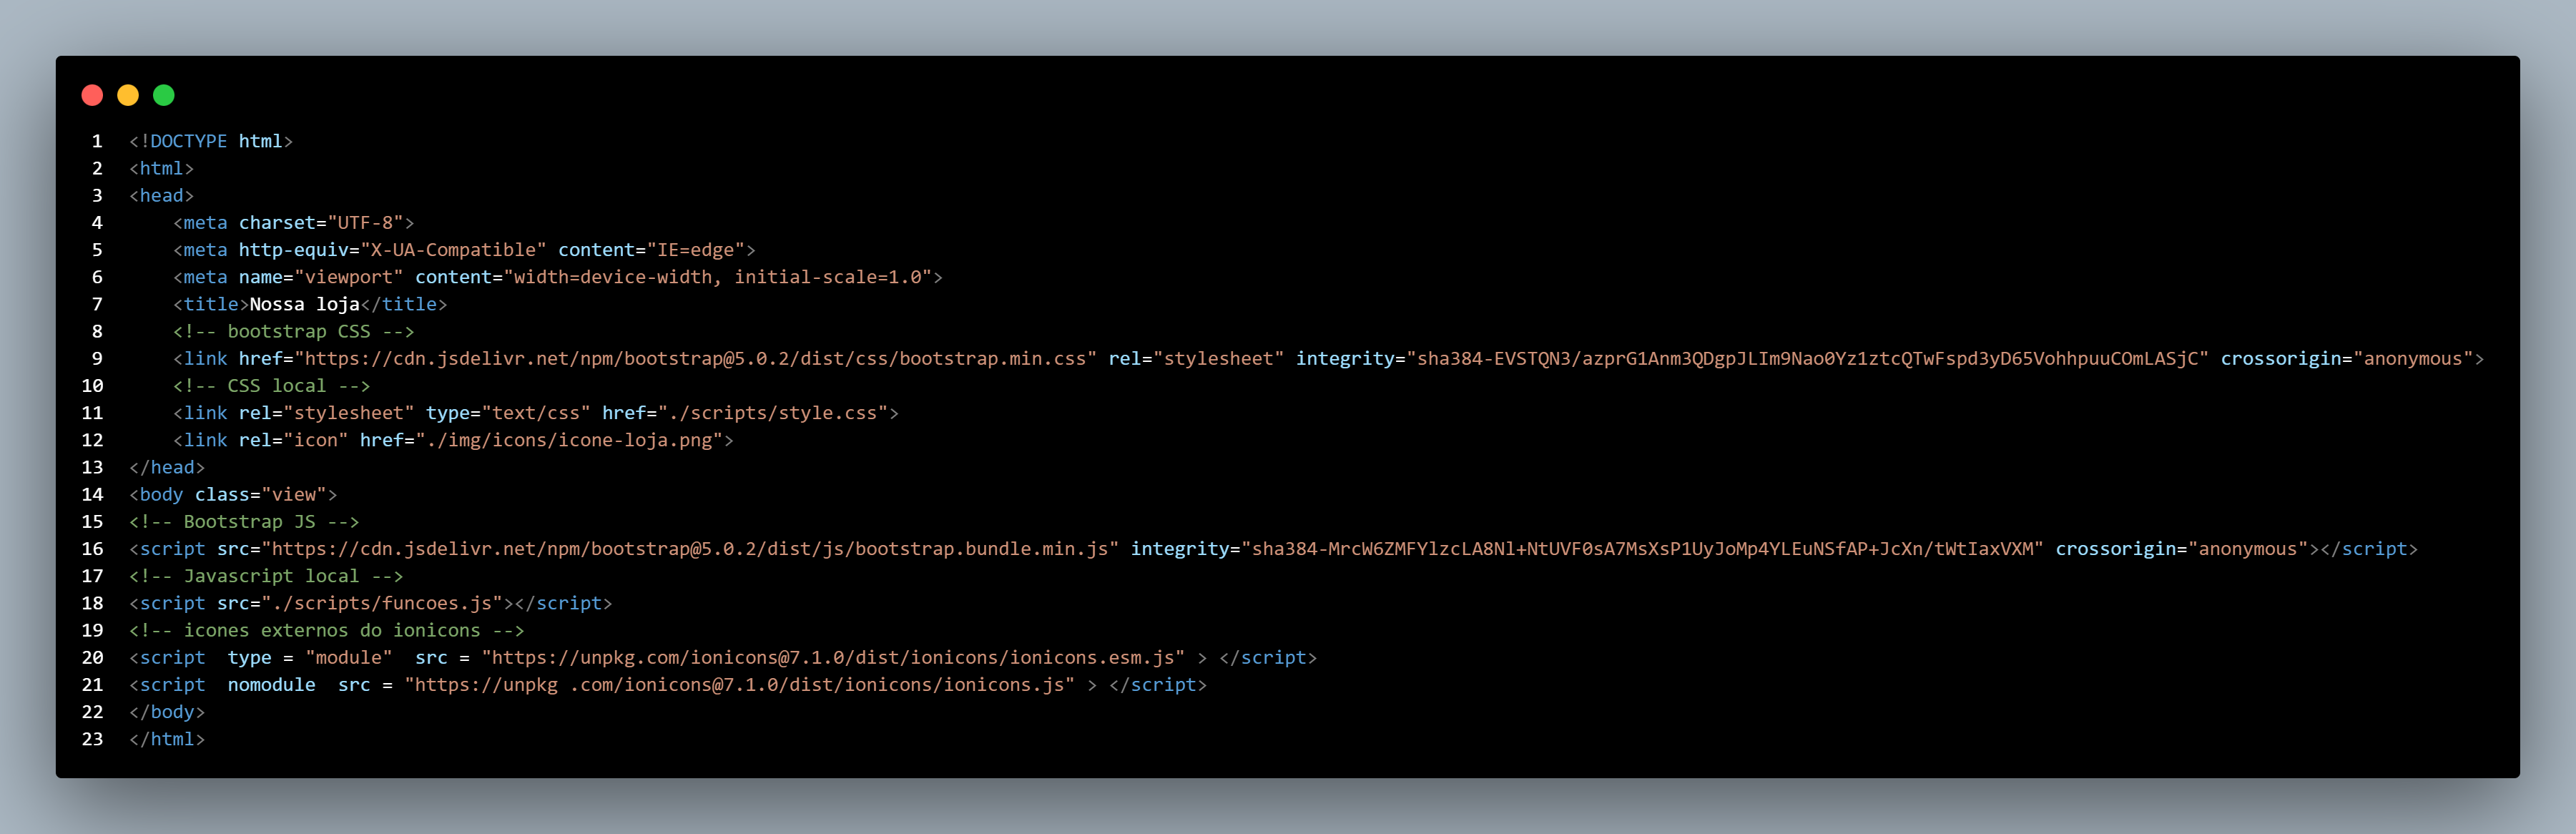 1 <!DOCTYPE html>
2 <html>
3 <head>
4     <meta charset="UTF-8">
5     <meta http-equiv="X-UA-Compatible" content="IE=edge">
6     <meta name="viewport" content="width=device-width, initial-scale=1.0">
7     <title>Nossa loja</title>
8     <!-- bootstrap CSS -->
9     <link href="https://cdn.jsdelivr.net/npm/bootstrap@5.0.2/dist/css/bootstrap.min.css" rel="stylesheet" integrity="sha384-EVSTQN3/azprG1Anm3QDgpJLIm9Nao0Yz1ztcQTwFspd3yD65VohhpuuCOmLASjC" crossorigin="anonymous">
10     <!-- CSS local -->
11     <link rel="stylesheet" type="text/css" href="./scripts/style.css">
12     <link rel="icon" href="./img/icons/icone-loja.png">
13 </head>
14 <body class="view">
15 <!-- Bootstrap JS -->
16 <script src="https://cdn.jsdelivr.net/npm/bootstrap@5.0.2/dist/js/bootstrap.bundle.min.js" integrity="sha384-MrcW6ZMFYlzcLA8Nl+NtUVF0sA7MsXsP1UyJoMp4YLEuNSfAP+JcXn/tWtIaxVXM" crossorigin="anonymous"></script>
17 <!-- Javascript local -->
18 <script src="./scripts/funcoes.js"></script>
19 <!-- icones externos do ionicons -->
20 <script  type = "module"  src = "https://unpkg.com/ionicons@7.1.0/dist/ionicons/ionicons.esm.js" > </script>
21 <script  nomodule  src = "https://unpkg .com/ionicons@7.1.0/dist/ionicons/ionicons.js" > </script>
22 </body>
23 </html>